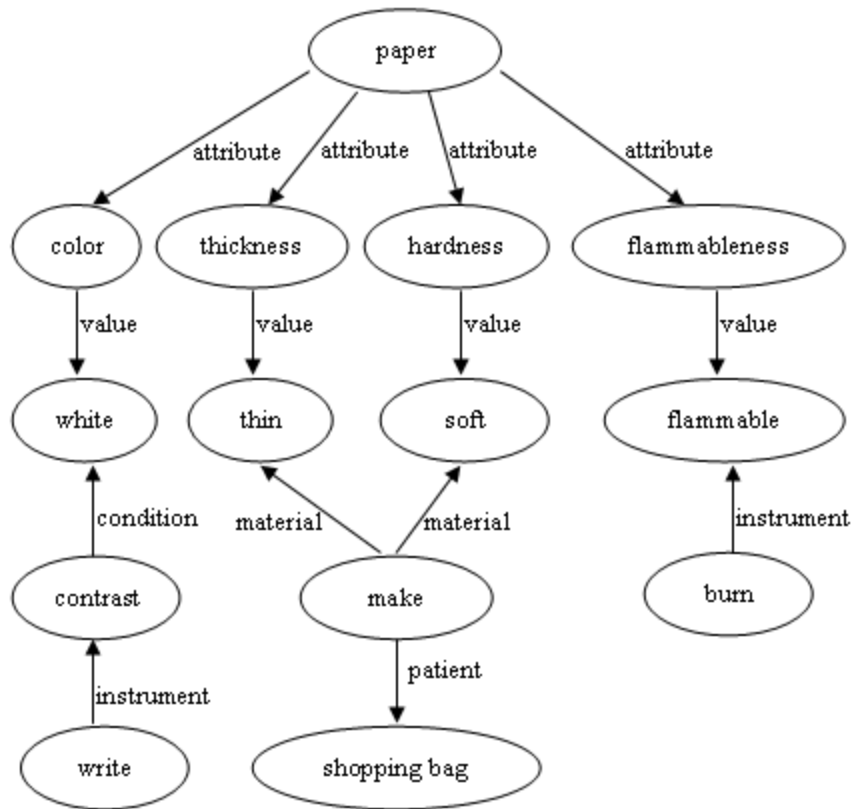 paper
attribute attribute attribute attribute
color thickness hardness flammableness
value value value value
white thin soft flammable
condition material material instrument
contrast make burn
instrument patient
write shopping bag